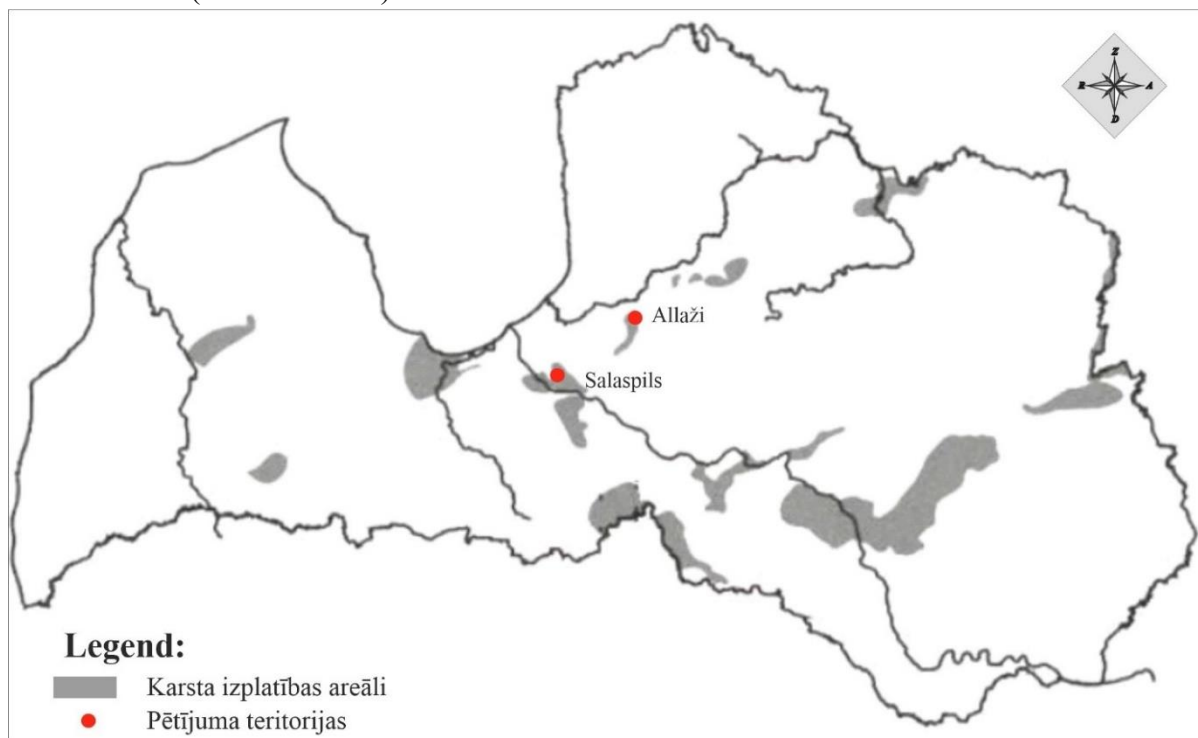 Z
R A
D
Allaži
Salaspils
Legend:
Karsta izplatības areāli
Pētījuma teritorijas